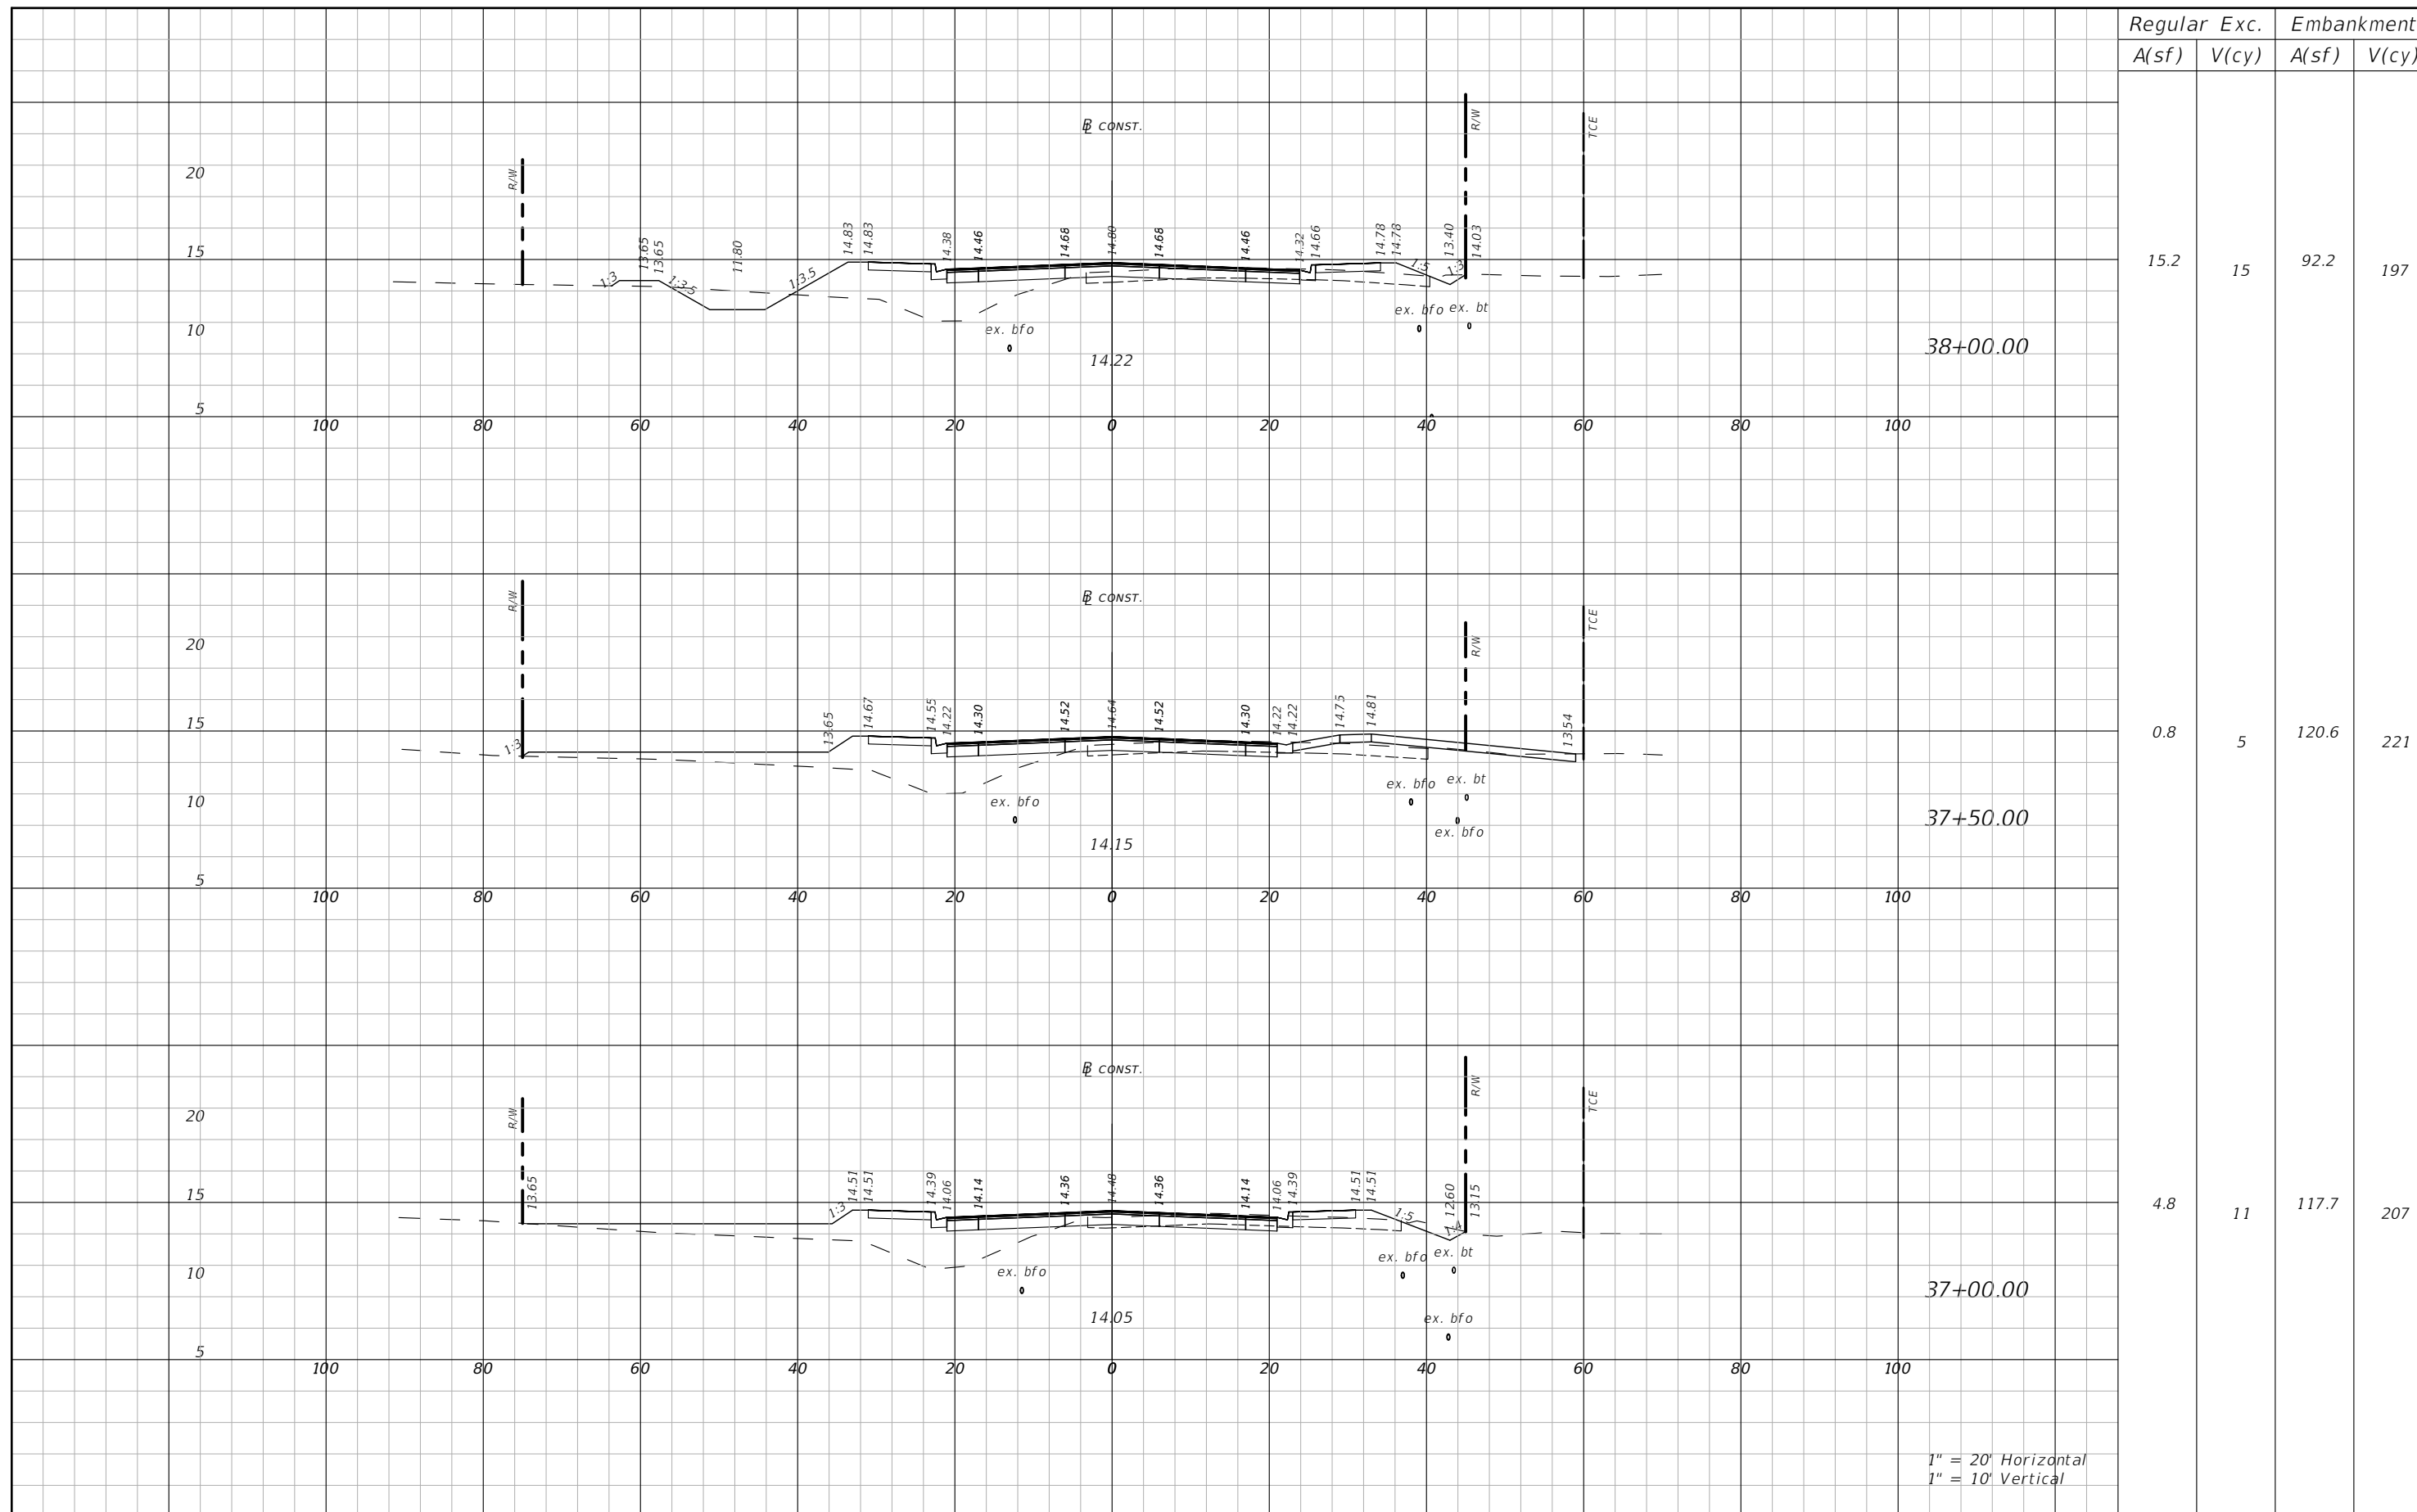 Regular Exc. Embankment
A(sf) V(cy) A(sf) V(cy)
℄ CONST.
R/W R/W TCE
20
15
10
5
1:3 13.65 13.65 1:3.5 11.80 1:3.5 14.83 14.83 14.38 14.46 14.68 14.80 14.68 14.46 14.32 14.66 14.78 14.78 1:5 13.40 1:3 14.03
15.2 15 92.2 197
ex. bfo ex. bfo ex. bt
14.22
38+00.00
100 80 60 40 20 0 20 40 60 80 100
℄ CONST.
R/W R/W TCE
20
15
10
5
1:3 13.65 14.67 14.55 14.22 14.30 14.52 14.64 14.52 14.30 14.22 14.22 14.75 14.81 13.54
0.8 5 120.6 221
ex. bfo ex. bfo ex. bt
ex. bfo
14.15
37+50.00
100 80 60 40 20 0 20 40 60 80 100
℄ CONST.
R/W R/W TCE
20
15
10
5
13.65 1:3 14.51 14.51 14.39 14.06 14.14 14.36 14.48 14.36 14.14 14.06 14.39 14.51 14.51 1:5 12.60 1:4 13.15
4.8 11 117.7 207
ex. bfo ex. bfo ex. bt
ex. bfo
14.05
37+00.00
100 80 60 40 20 0 20 40 60 80 100
1" = 20' Horizontal
1" = 10' Vertical